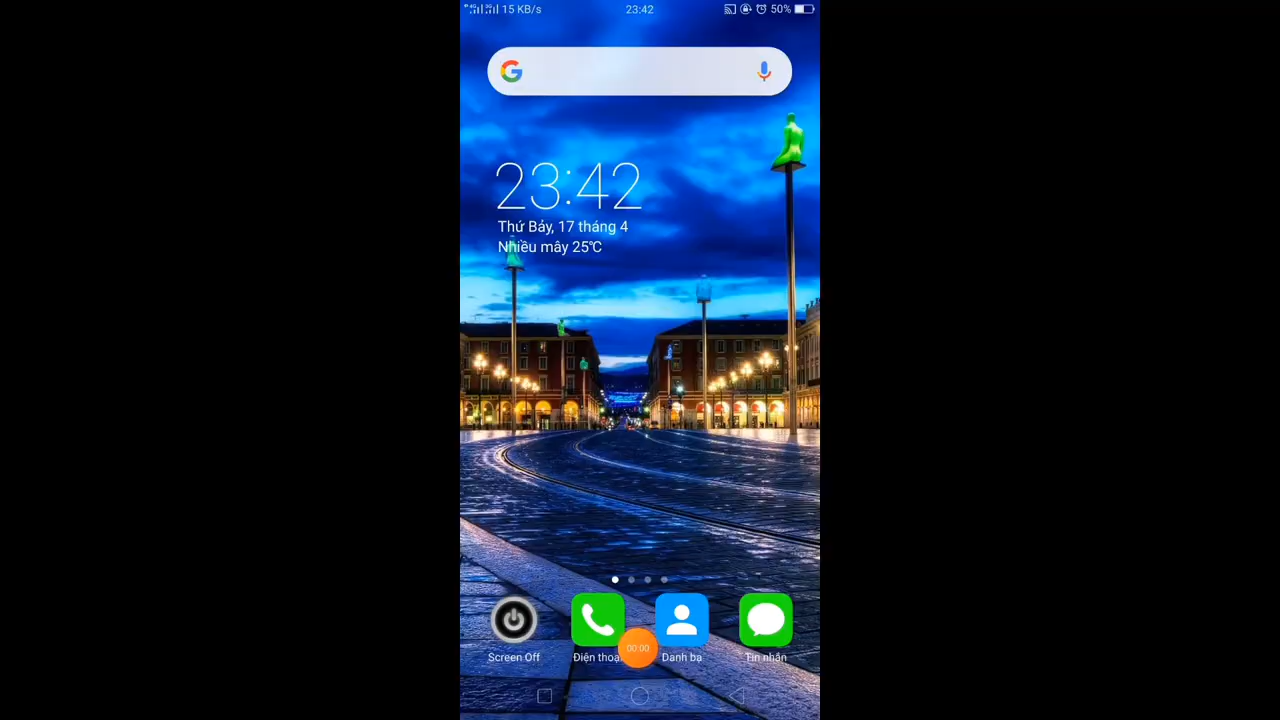 15 KB/s 23:42 50%
23:42
Thứ Bảy, 17 tháng 4
Nhiều mây 25℃
Screen Off Điện thoạ Danh bạ Tin nhắn
00:00